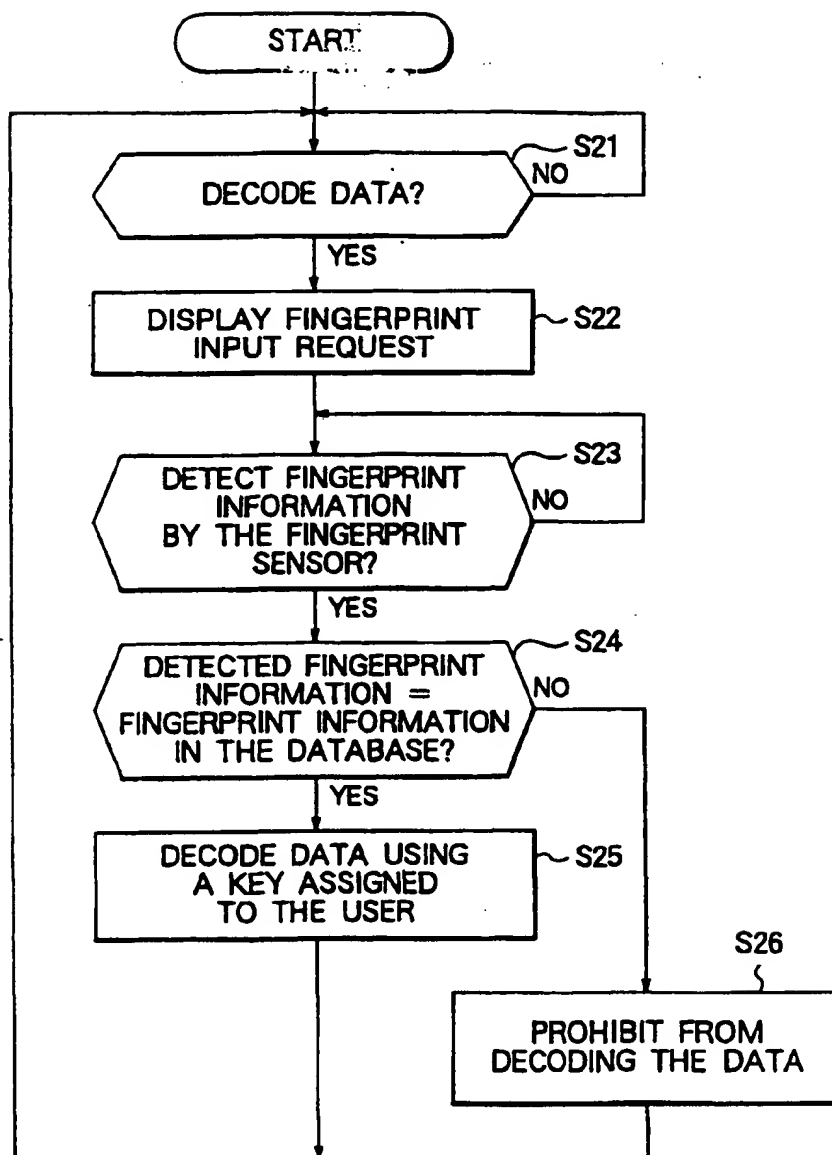 START
S21
DECODE DATA?
NO
YES
DISPLAY FINGERPRINT
INPUT REQUEST
S22
S23
DETECT FINGERPRINT
INFORMATION
BY THE FINGERPRINT
SENSOR?
NO
YES
S24
DETECTED FINGERPRINT
INFORMATION =
FINGERPRINT INFORMATION
IN THE DATABASE?
NO
YES
DECODE DATA USING
A KEY ASSIGNED
TO THE USER
S25
S26
PROHIBIT FROM
DECODING THE DATA